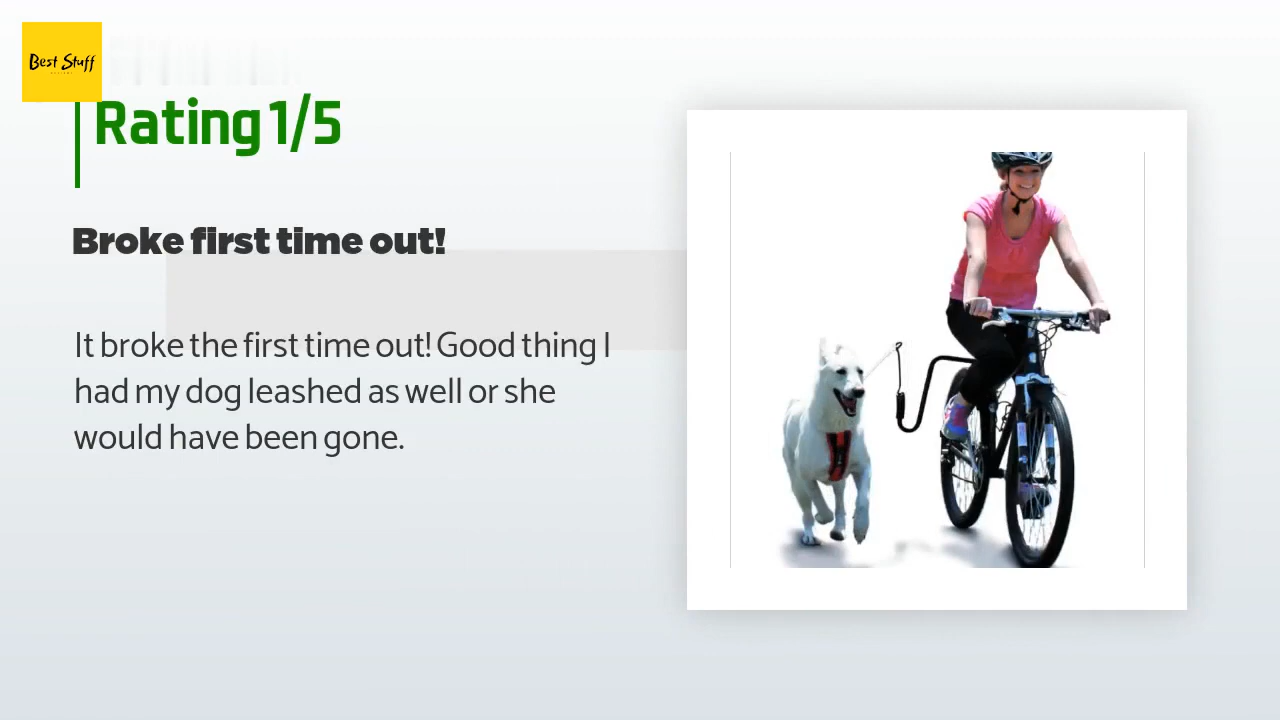 Best Stuff
Rating 1/5
Broke first time out!
It broke the first time out! Good thing I
had my dog leashed as well or she
would have been gone.